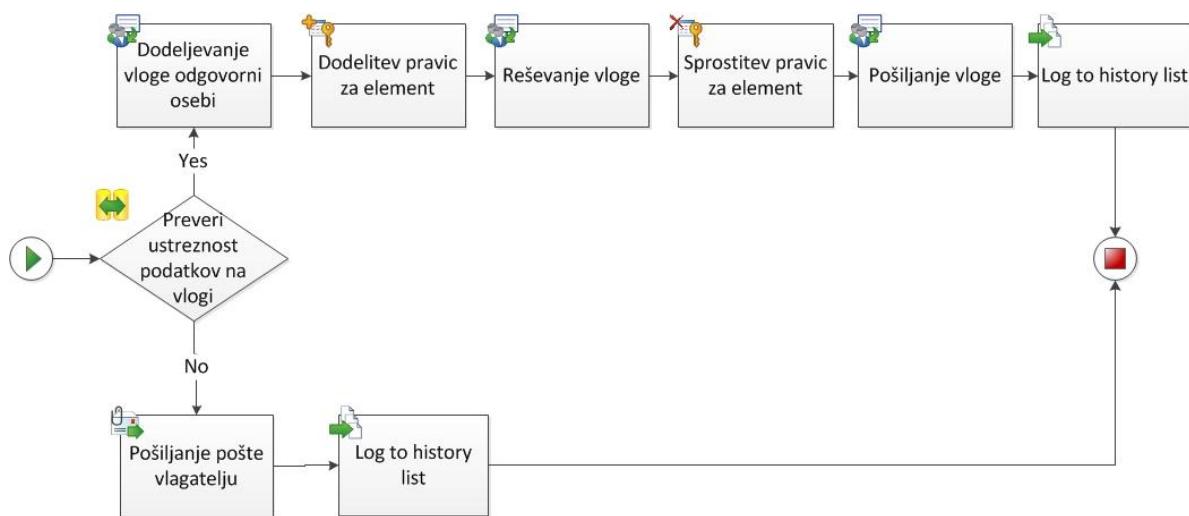 Dodeljevanje
vloge odgovorni
osebi
Dodelitev pravic
za element
Reševanje vloge
Sprostitev pravic
za element
Pošiljanje vloge
Log to history list
Yes
Preveri
ustreznost
podatkov na
vlogi
No
Pošiljanje pošte
vlagatelju
Log to history
list